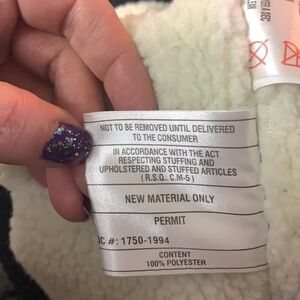 NOT TO BE REMOVED UNTIL DELIVERED
TO THE CONSUMER
IN ACCORDANCE WITH THE ACT
RESPECTING STUFFING AND
UPHOLSTERED AND STUFFED ARTICLES
( R.S.Q., C.M-5 )
NEW MATERIAL ONLY
PERMIT
C #: 1750-1994
CONTENT
100% POLYESTER